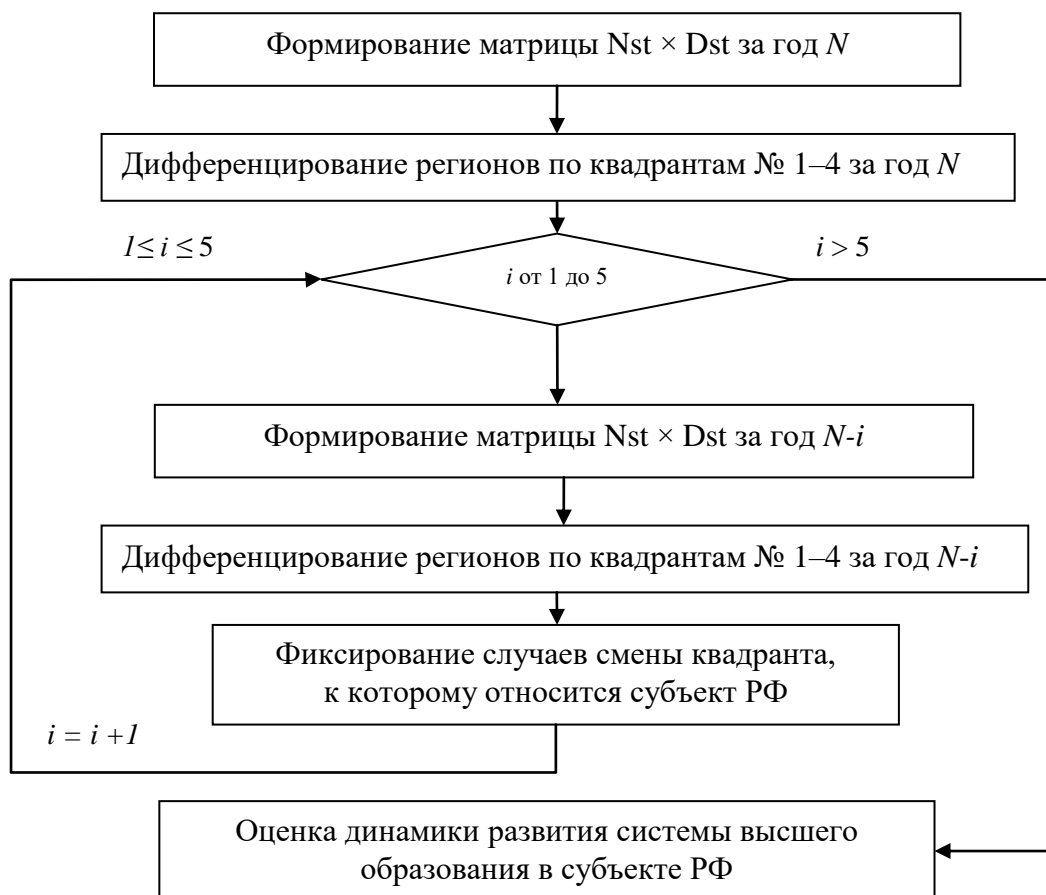 Формирование матрицы Nst × Dst за год N
Дифференцирование регионов по квадрантам № 1–4 за год N
1≤ i ≤ 5
i > 5
i от 1 до 5
Формирование матрицы Nst × Dst за год N-i
Дифференцирование регионов по квадрантам № 1–4 за год N-i
Фиксирование случаев смены квадранта,
к которому относится субъект РФ
i = i +1
Оценка динамики развития системы высшего
образования в субъекте РФ